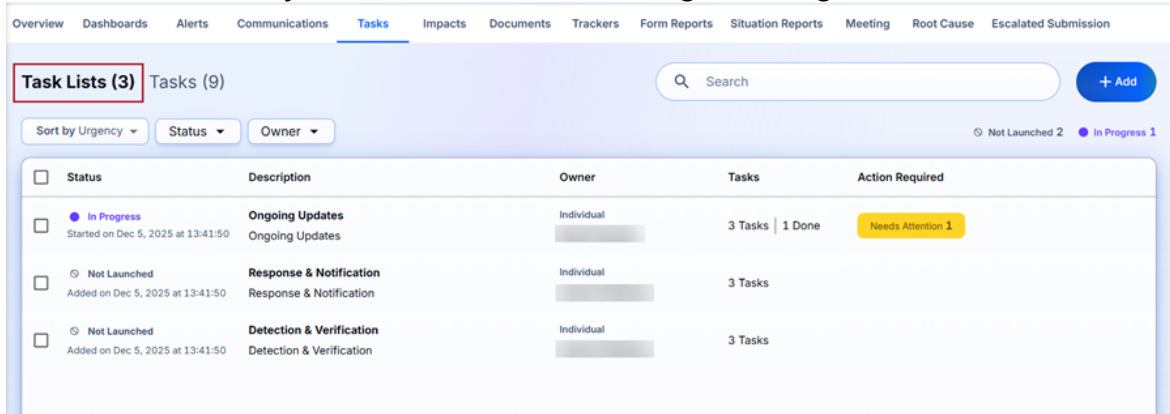 Overview Dashboards Alerts Communications Tasks Impacts Documents Trackers Form Reports Situation Reports Meeting Root Cause Escalated Submission
Task Lists (3) Tasks (9) Search + Add
Sort by Urgency Status Owner Not Launched 2 In Progress 1
Status Description Owner Tasks Action Required
In Progress Ongoing Updates Individual
Started on Dec 5, 2025 at 13:41:50 Ongoing Updates 3 Tasks | 1 Done Needs Attention 1
Not Launched Response & Notification Individual
Added on Dec 5, 2025 at 13:41:50 Response & Notification 3 Tasks
Not Launched Detection & Verification Individual
Added on Dec 5, 2025 at 13:41:50 Detection & Verification 3 Tasks